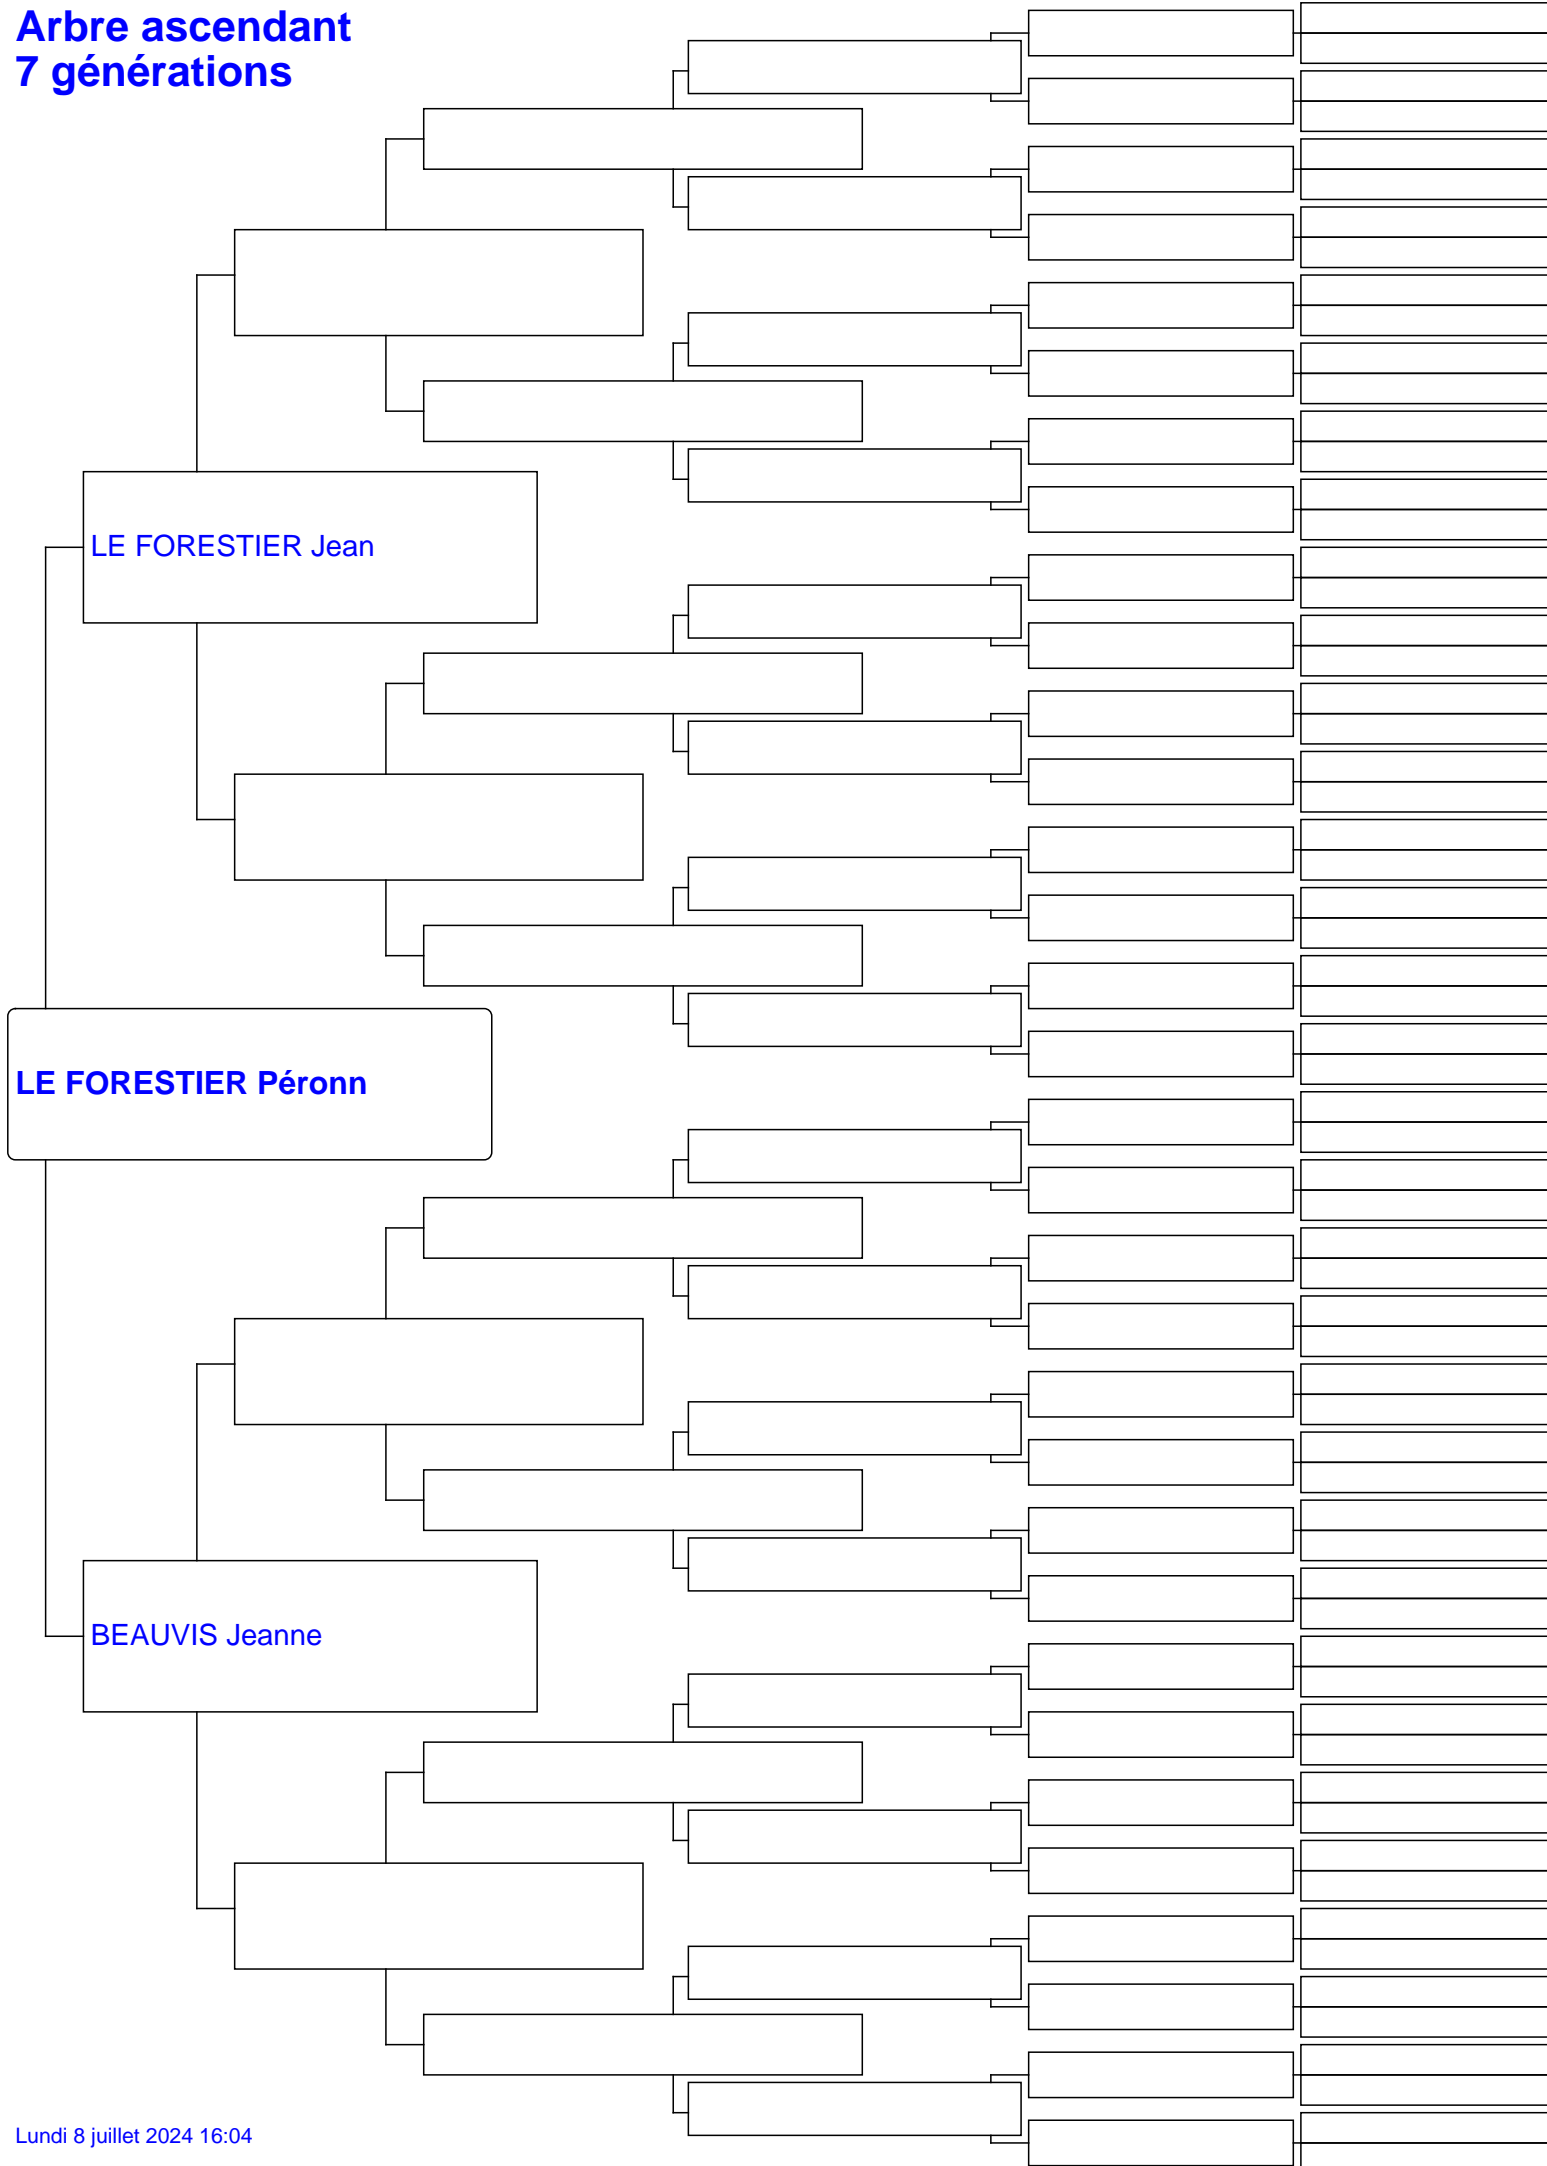 Arbre ascendant
7 générations
LE FORESTIER Jean
LE FORESTIER Péronn
BEAUVIS Jeanne
Lundi 8 juillet 2024 16:04